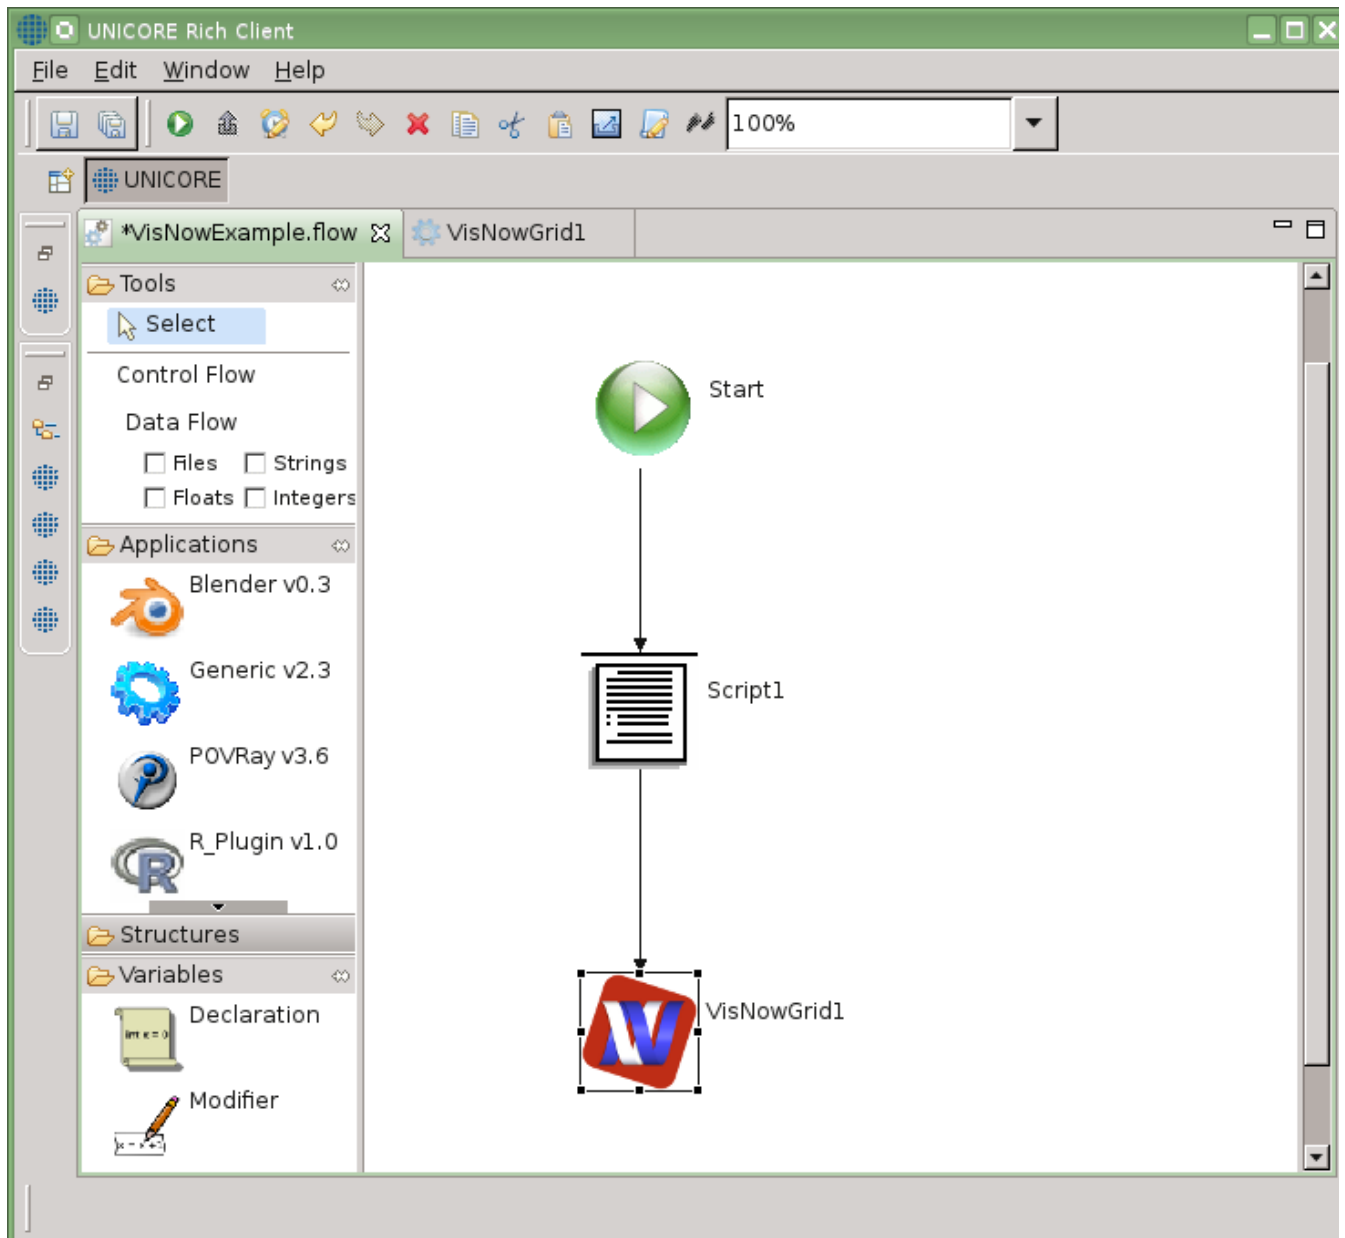 UNICORE Rich Client
File Edit Window Help
100%
UNICORE
*VisNowExample.flow VisNowGrid1
Tools
Select
Control Flow
Data Flow
Files Strings
Floats Integers
Applications
Blender v0.3
Generic v2.3
POVRay v3.6
R_Plugin v1.0
Structures
Variables
Declaration
Modifier
Start
Script1
VisNowGrid1